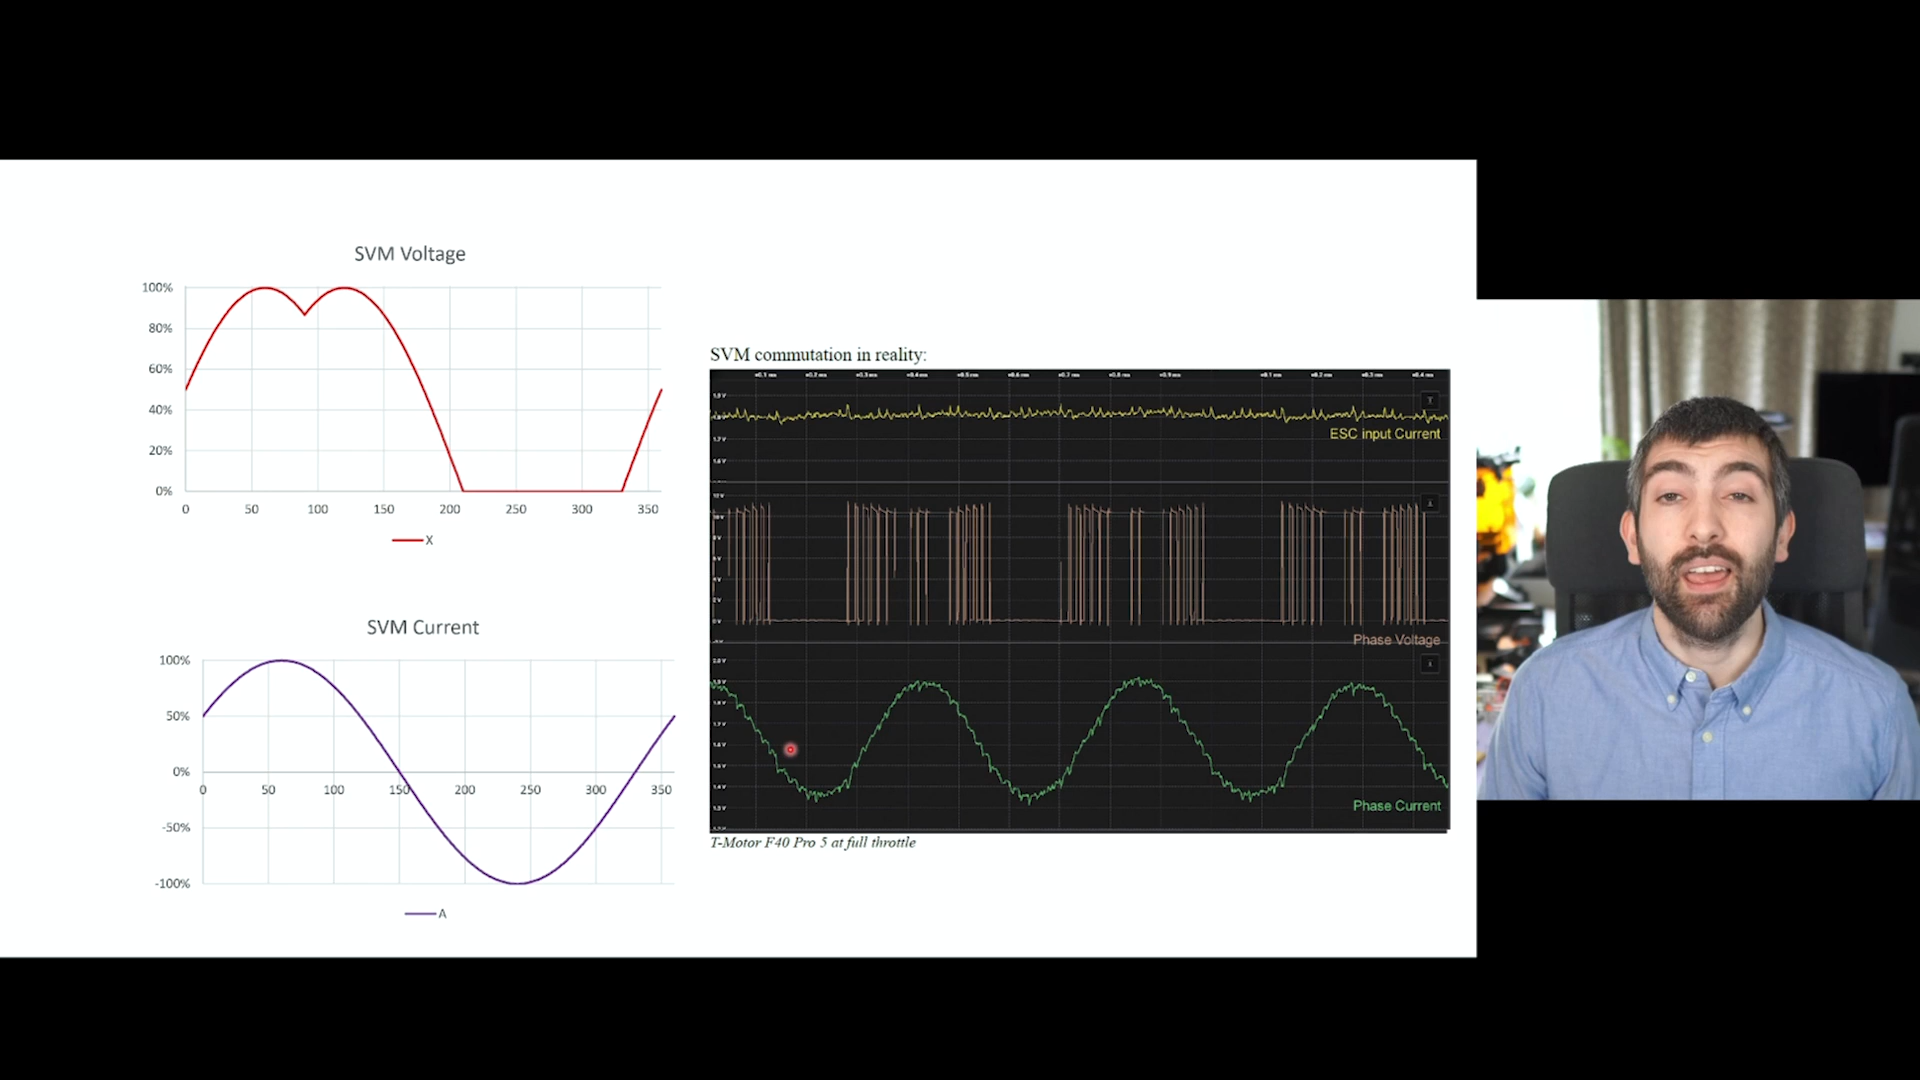 SVM Voltage
100%
80%
60%
40%
20%
0%
0 50 100 150 200 250 300 350
X
SVM Current
100%
50%
0%
-50%
-100%
0 50 100 150 200 250 300 350
A
SVM commutation in reality:
ESC input Current
Phase Voltage
Phase Current
T-Motor F40 Pro 5 at full throttle